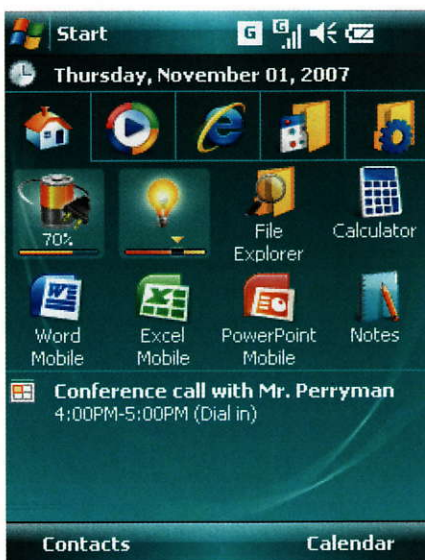 Start
G G
Thursday, November 01, 2007
70%
File Explorer
Calculator
Word Mobile
Excel Mobile
PowerPoint Mobile
Notes
Conference call with Mr. Perryman
4:00PM-5:00PM (Dial in)
Contacts
Calendar